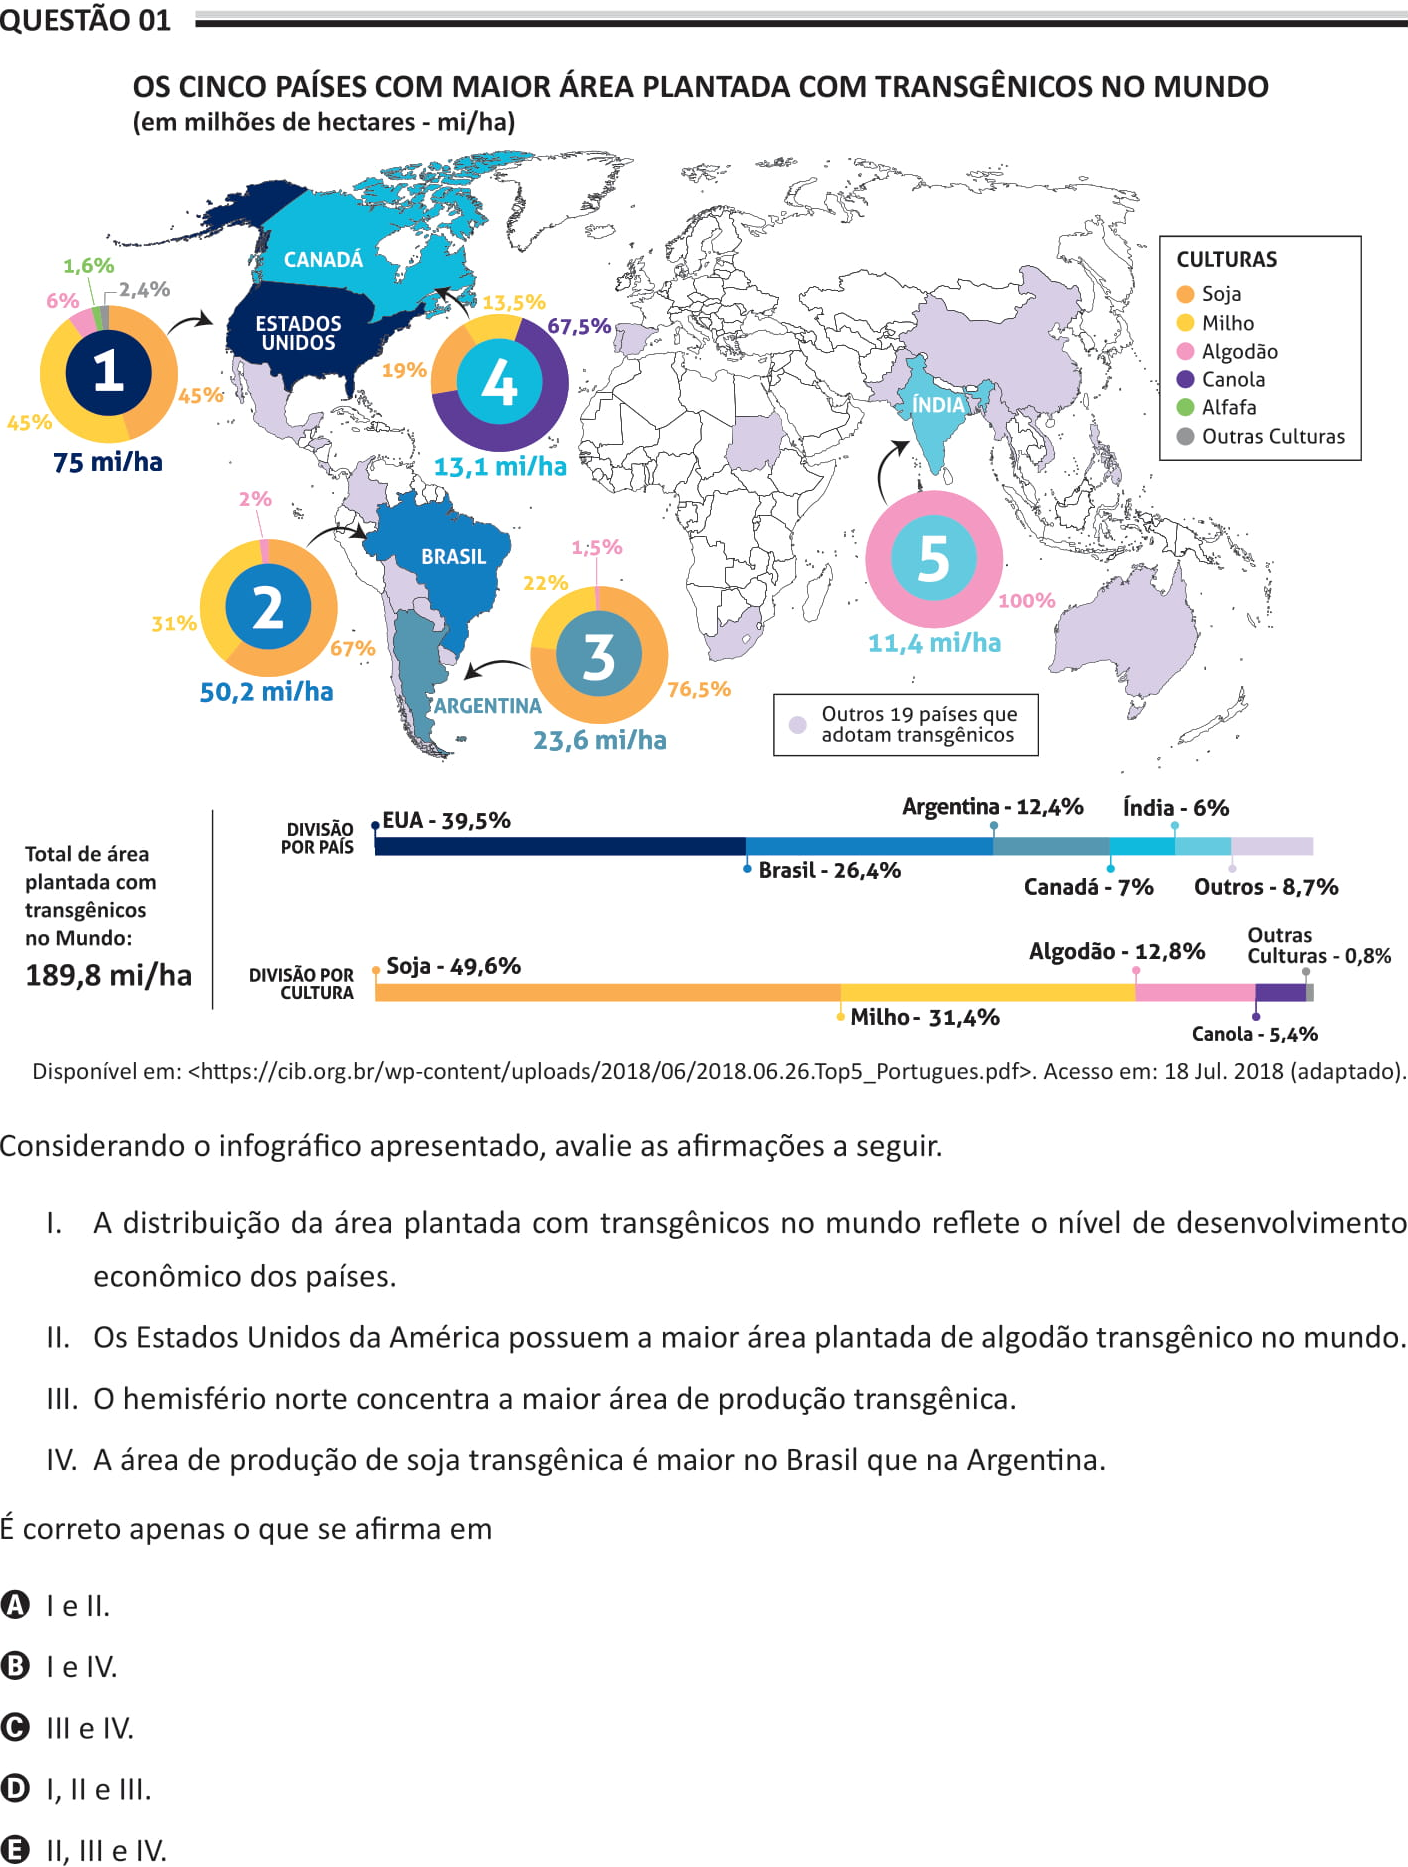 QUESTÃO 01
OS CINCO PAÍSES COM MAIOR ÁREA PLANTADA COM TRANSGÊNICOS NO MUNDO
(em milhões de hectares - mi/ha)
CANADÁ
ESTADOS
UNIDOS
1,6%
2,4%
6%
1
45%
45%
75 mi/ha
13,5%
67,5%
19%
4
13,1 mi/ha
CULTURAS
Soja
Milho
Algodão
Canola
Alfafa
Outras Culturas
ÍNDIA
2%
BRASIL
2
31%
67%
50,2 mi/ha
1,5%
22%
3
76,5%
ARGENTINA
23,6 mi/ha
5
100%
11,4 mi/ha
Outros 19 países que
adotam transgênicos
Total de área
plantada com
transgênicos
no Mundo:
189,8 mi/ha
DIVISÃO
POR PAÍS
EUA - 39,5%
Brasil - 26,4%
Argentina - 12,4%
Canadá - 7%
Índia - 6%
Outros - 8,7%
DIVISÃO POR
CULTURA
Soja - 49,6%
Milho - 31,4%
Algodão - 12,8%
Canola - 5,4%
Outras
Culturas - 0,8%
Disponível em: <https://cib.org.br/wp-content/uploads/2018/06/2018.06.26.Top5_Portugues.pdf>. Acesso em: 18 Jul. 2018 (adaptado).
Considerando o infográfico apresentado, avalie as afirmações a seguir.
I. A distribuição da área plantada com transgênicos no mundo reflete o nível de desenvolvimento
econômico dos países.
II. Os Estados Unidos da América possuem a maior área plantada de algodão transgênico no mundo.
III. O hemisfério norte concentra a maior área de produção transgênica.
IV. A área de produção de soja transgênica é maior no Brasil que na Argentina.
É correto apenas o que se afirma em
A I e II.
B I e IV.
C III e IV.
D I, II e III.
E II, III e IV.